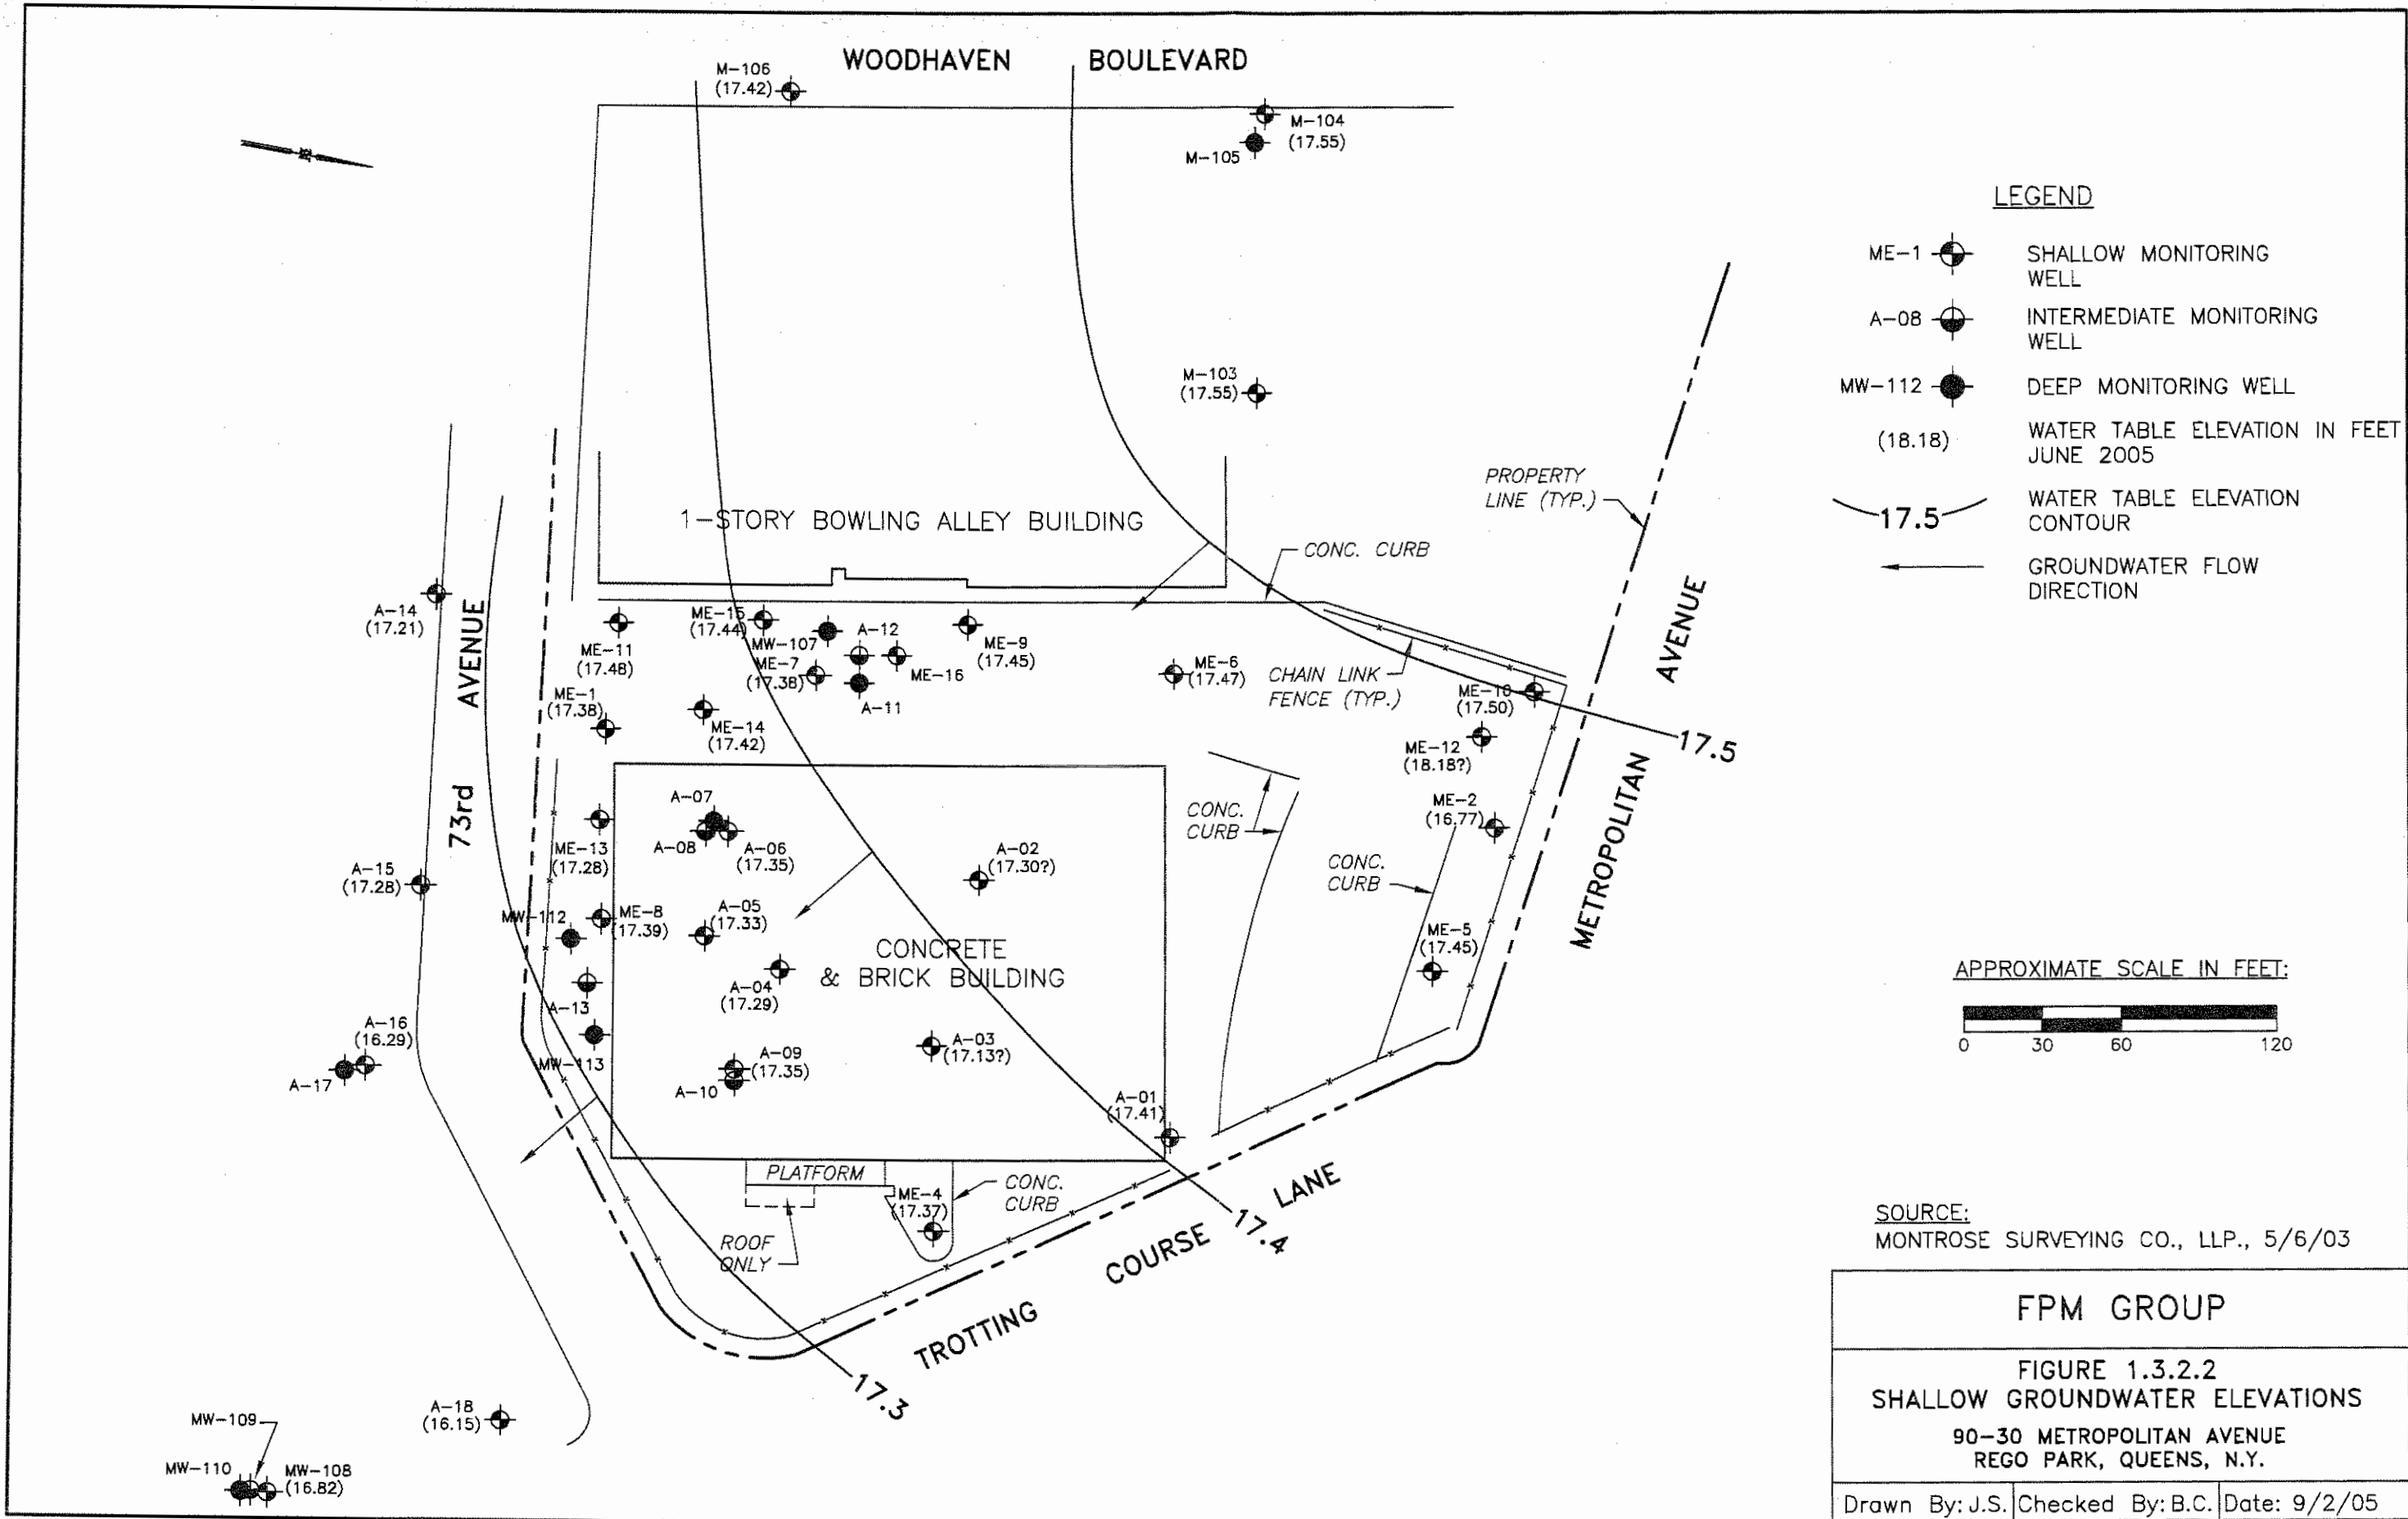 WOODHAVEN BOULEVARD
M-106
(17.42)
M-104
(17.55)
M-105
M-103
(17.55)
LEGEND
ME-1
SHALLOW MONITORING
WELL
A-08
INTERMEDIATE MONITORING
WELL
MW-112
DEEP MONITORING WELL
(18.18)
WATER TABLE ELEVATION IN FEET
JUNE 2005
17.5
WATER TABLE ELEVATION
CONTOUR
GROUNDWATER FLOW
DIRECTION
PROPERTY
LINE (TYP.)
1-STORY BOWLING ALLEY BUILDING
CONC. CURB
A-14
(17.21)
73rd AVENUE
ME-11
(17.48)
ME-15
(17.44)
MW-107
ME-7
(17.38)
A-12
ME-16
A-11
ME-9
(17.45)
ME-6
(17.47)
CHAIN LINK
FENCE (TYP.)
ME-10
(17.50)
METROPOLITAN AVENUE
17.5
ME-1
(17.38)
ME-14
(17.42)
ME-12
(18.18?)
ME-2
(16.77)
CONC.
CURB
CONC.
CURB
ME-5
(17.45)
A-07
A-08
A-06
(17.35)
ME-13
(17.28)
A-02
(17.30?)
A-15
(17.28)
MW-112
ME-8
(17.39)
A-05
(17.33)
CONCRETE
& BRICK BUILDING
A-04
(17.29)
A-13
MW-113
A-16
(16.29)
A-17
A-09
(17.35)
A-10
A-03
(17.13?)
A-01
(17.41)
PLATFORM
ME-4
(17.37)
CONC.
CURB
ROOF
ONLY
17.4
TROTTING COURSE LANE
17.3
A-18
(16.15)
MW-109
MW-110
MW-108
(16.82)
APPROXIMATE SCALE IN FEET:
0 30 60 120
SOURCE:
MONTROSE SURVEYING CO., LLP., 5/6/03
FPM GROUP
FIGURE 1.3.2.2
SHALLOW GROUNDWATER ELEVATIONS
90-30 METROPOLITAN AVENUE
REGO PARK, QUEENS, N.Y.
Drawn By: J.S. Checked By: B.C. Date: 9/2/05